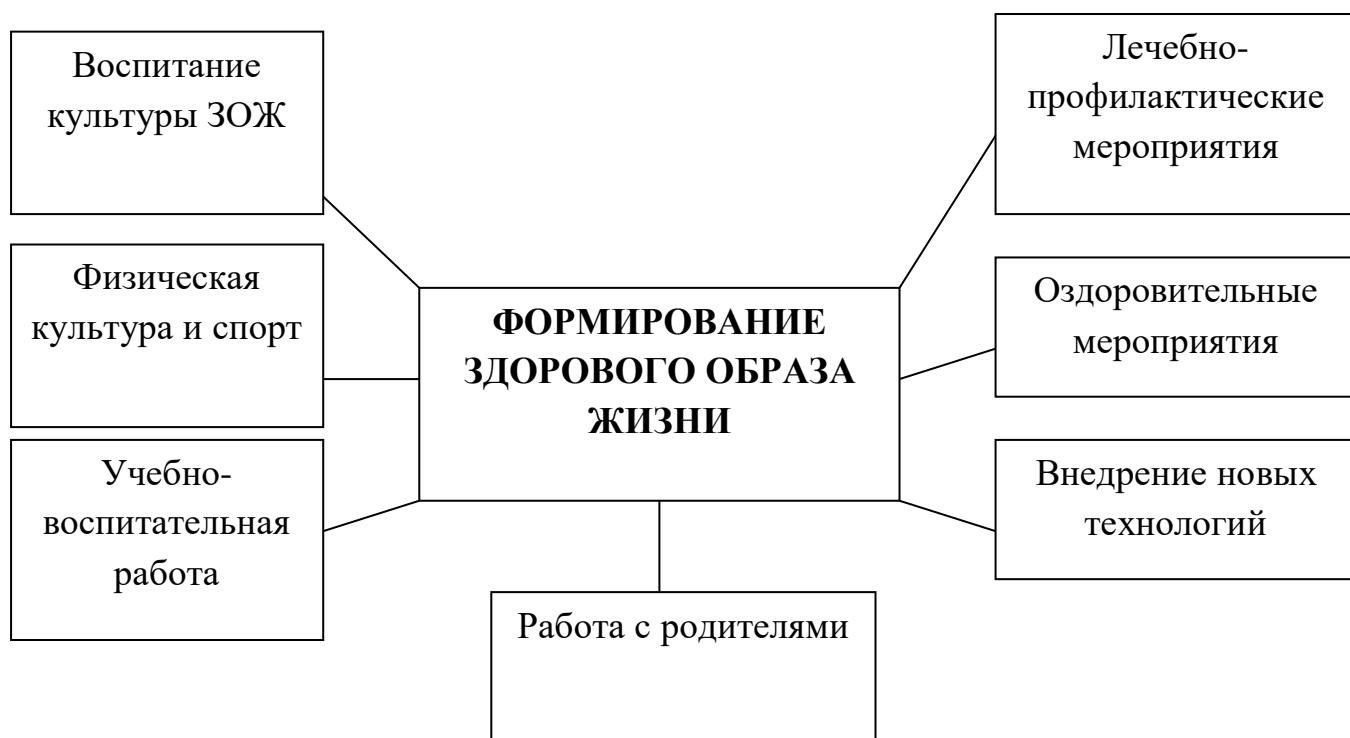 Воспитание
культуры ЗОЖ
Физическая
культура и спорт
Учебно-
воспитательная
работа
ФОРМИРОВАНИЕ
ЗДОРОВОГО ОБРАЗА
ЖИЗНИ
Работа с родителями
Лечебно-
профилактические
мероприятия
Оздоровительные
мероприятия
Внедрение новых
технологий